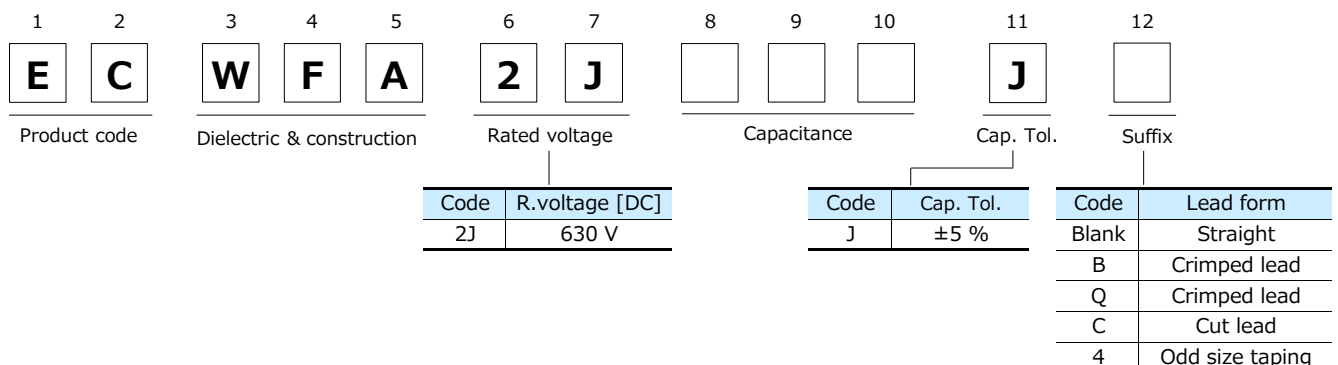 1 2 3 4 5 6 7 8 9 10 11 12
E C W F A 2 J J
Product code Dielectric & construction Rated voltage Capacitance Cap. Tol. Suffix
Code R.voltage [DC] Code Cap. Tol. Code Lead form
2J 630 V J ±5 % Blank Straight
B Crimped lead
Q Crimped lead
C Cut lead
4 Odd size taping